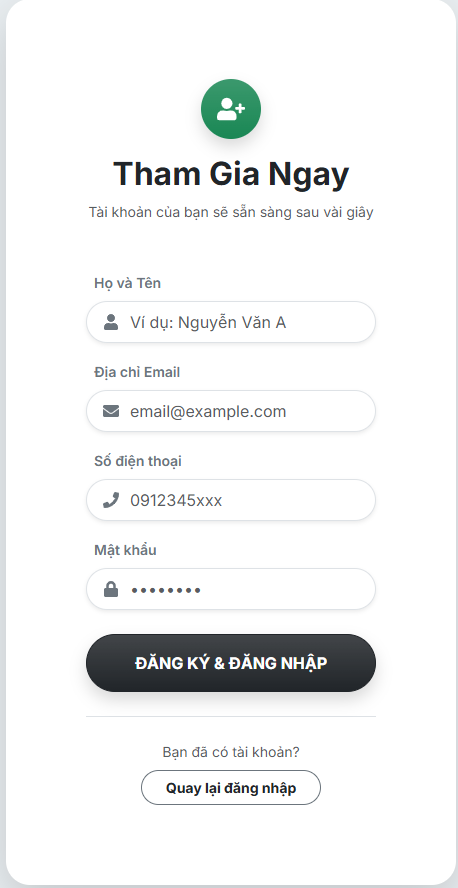 Tham Gia Ngay
Tài khoản của bạn sẽ sẵn sàng sau vài giây
Họ và Tên
Ví dụ: Nguyễn Văn A
Địa chỉ Email
email@example.com
Số điện thoại
0912345xxx
Mật khẩu
••••••••
ĐĂNG KÝ & ĐĂNG NHẬP
Bạn đã có tài khoản?
Quay lại đăng nhập